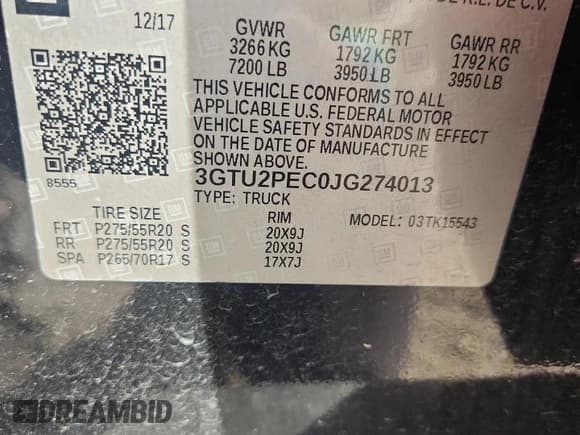 DE R.L. DE C.V.
12/17 GVWR GAWR FRT GAWR RR
3266 KG 1792 KG 1792 KG
7200 LB 3950 LB 3950 LB
THIS VEHICLE CONFORMS TO ALL
APPLICABLE U.S. FEDERAL MOTOR
VEHICLE SAFETY STANDARDS IN EFFECT
ON THE DATE OF MANUFACTURE
SHOWN ABOVE.
8555
3GTU2PEC0JG274013
TYPE: TRUCK MODEL: 03TK15543
TIRE SIZE RIM
FRT P275/55R20 S 20X9J
RR P275/55R20 S 20X9J
SPA P265/70R17 S 17X7J
DREAMBID